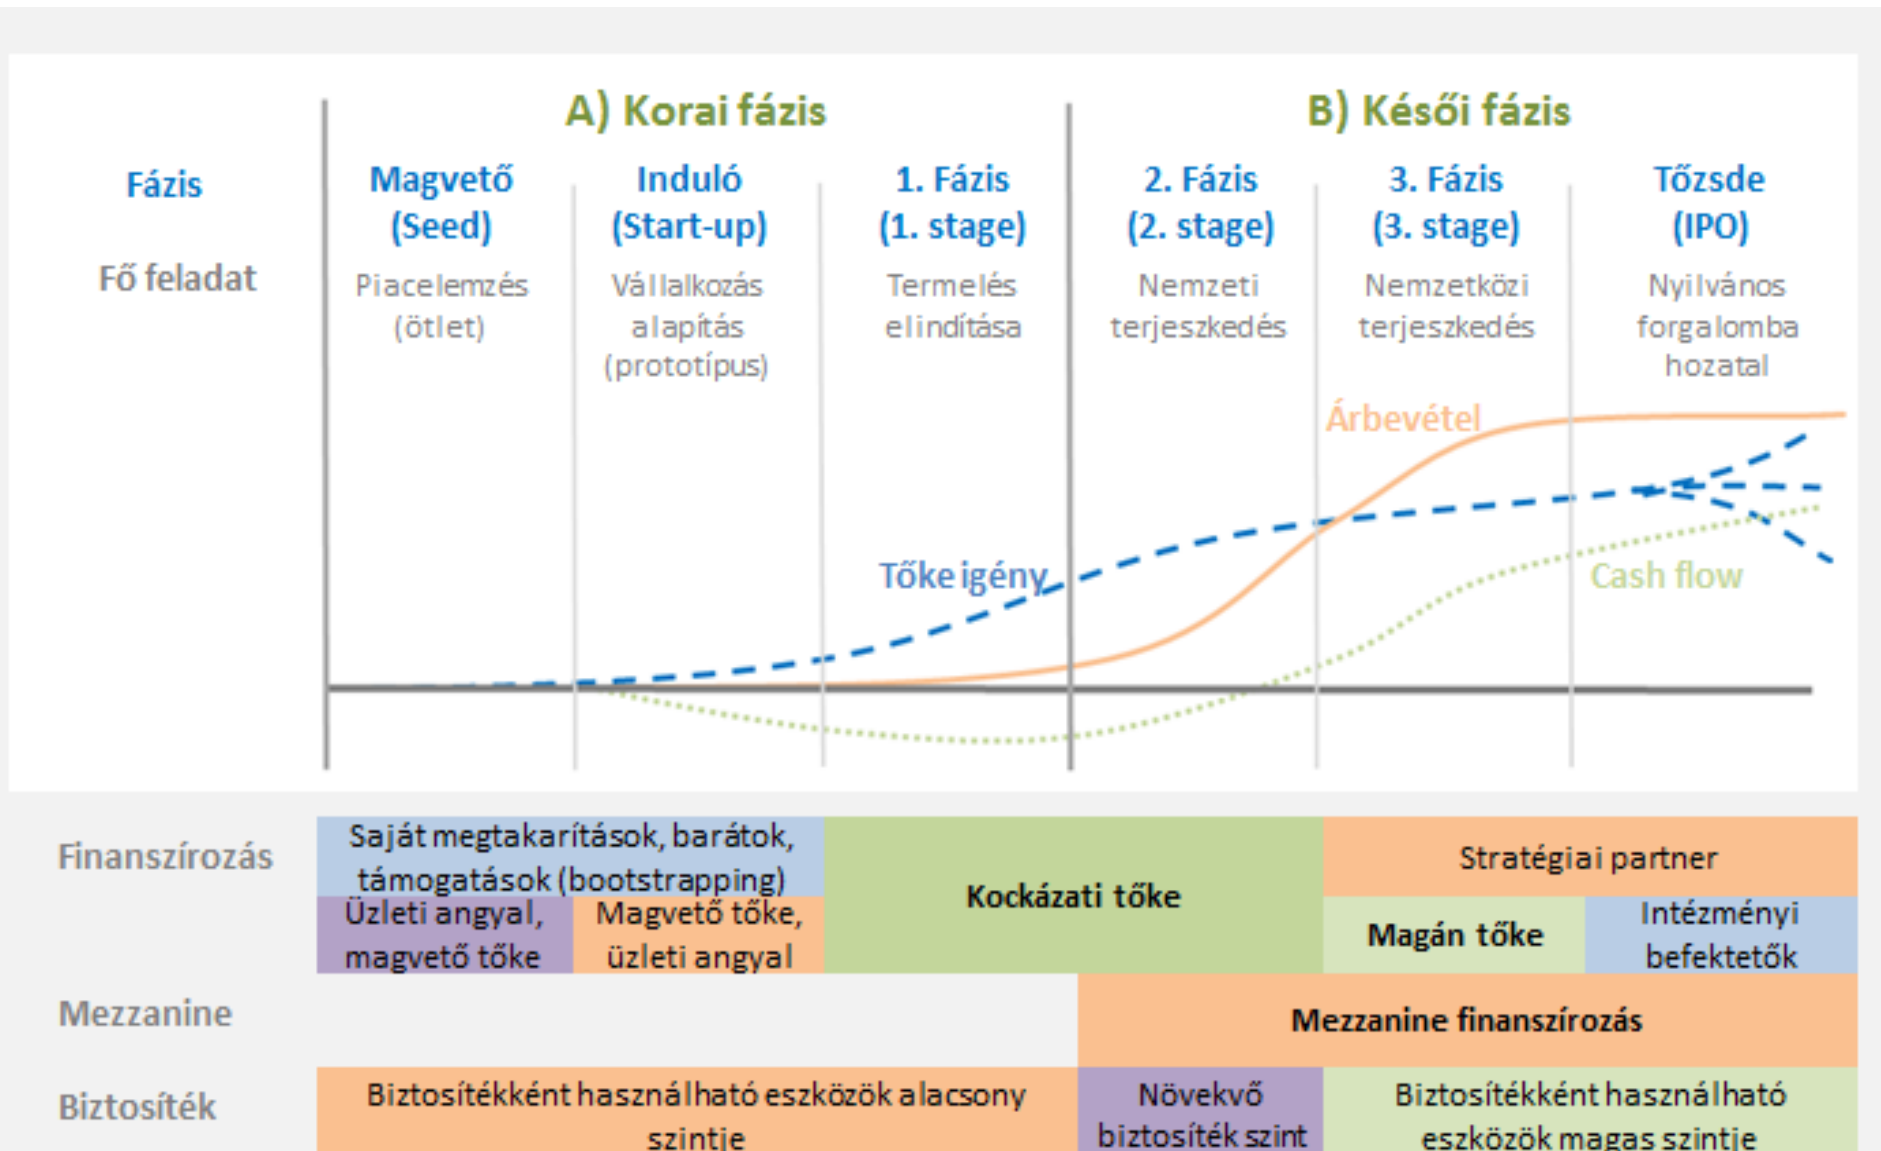 A) Korai fázis
B) Késői fázis
Fázis
Magvető
(Seed)
Induló
(Start-up)
1. Fázis
(1. stage)
2. Fázis
(2. stage)
3. Fázis
(3. stage)
Tőzsde
(IPO)
Fő feladat
Piacelemzés
(ötlet)
Vállalkozás
alapítás
(prototípus)
Termelés
elindítása
Nemzeti
terjeszkedés
Nemzetközi
terjeszkedés
Nyilvános
forgalomba
hozatal
Árbevétel
Tőkeigény
Cash flow
Finanszírozás
Saját megtakarítások, barátok,
támogatások (bootstrapping)
Üzleti angyal,
magvető tőke
Magvető tőke,
üzleti angyal
Kockázati tőke
Stratégiai partner
Magán tőke
Intézményi
befektetők
Mezzanine
Mezzanine finanszírozás
Biztosíték
Biztosítékként használható eszközök alacsony
szintje
Növekvő
biztosíték szint
Biztosítékként használható
eszközök magas szintje